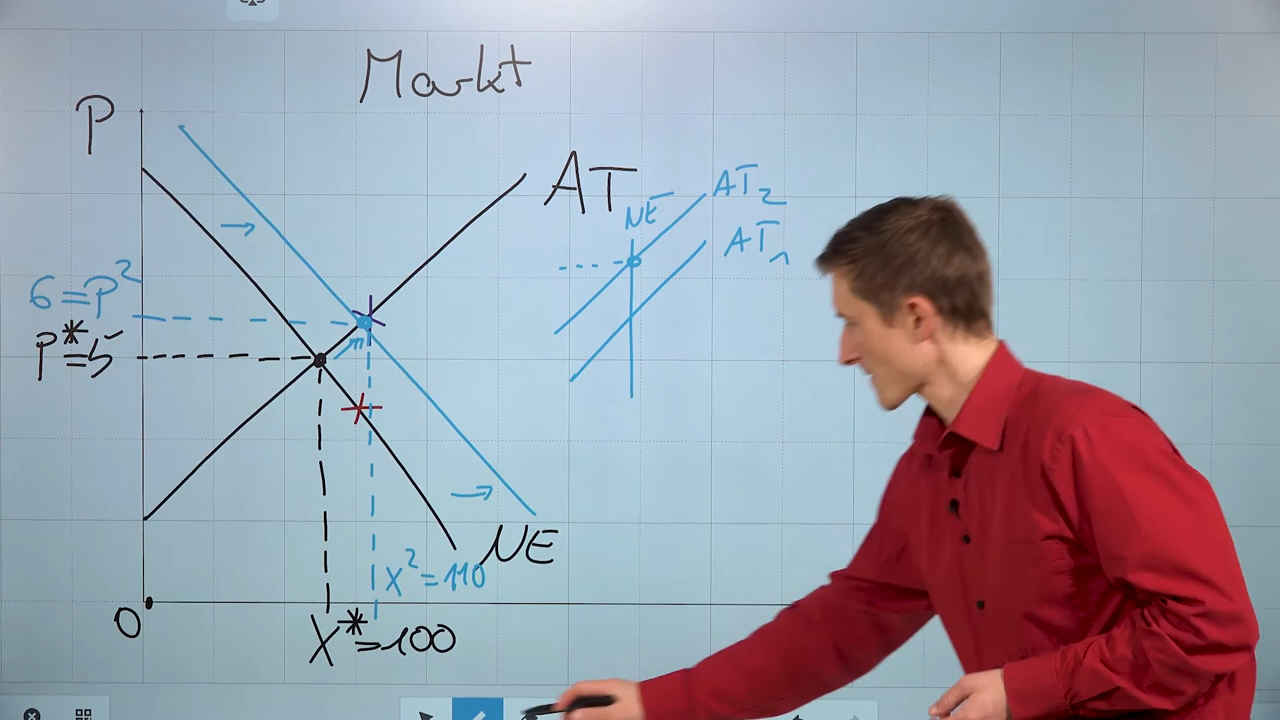 Markt
P
AT
NE
AT₂
AT₁
6=P²
P*=5
NE
X²=110
0
X*=100